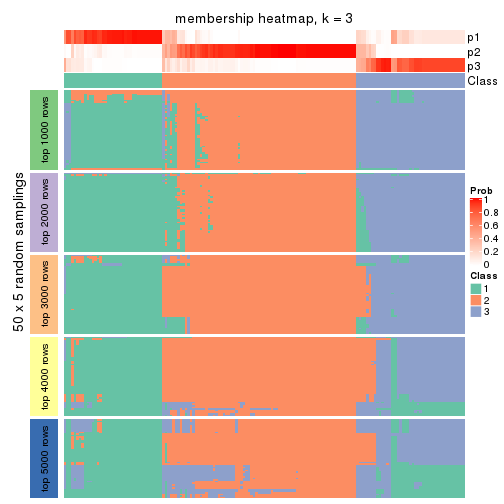 membership heatmap, k = 3
p1
p2
p3
Class
50 x 5 random samplings
top 1000 rows
top 2000 rows
top 3000 rows
top 4000 rows
top 5000 rows
Prob
1
0.8
0.6
0.4
0.2
0
Class
1
2
3